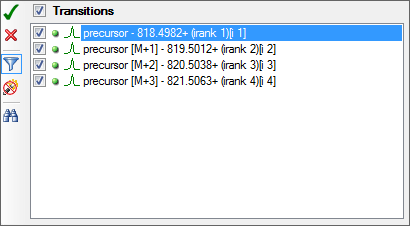 Transitions
precursor - 818.4982+ (irank 1)[i 1]
precursor [M+1] - 819.5012+ (irank 2)[i 2]
precursor [M+2] - 820.5038+ (irank 3)[i 3]
precursor [M+3] - 821.5063+ (irank 4)[i 4]